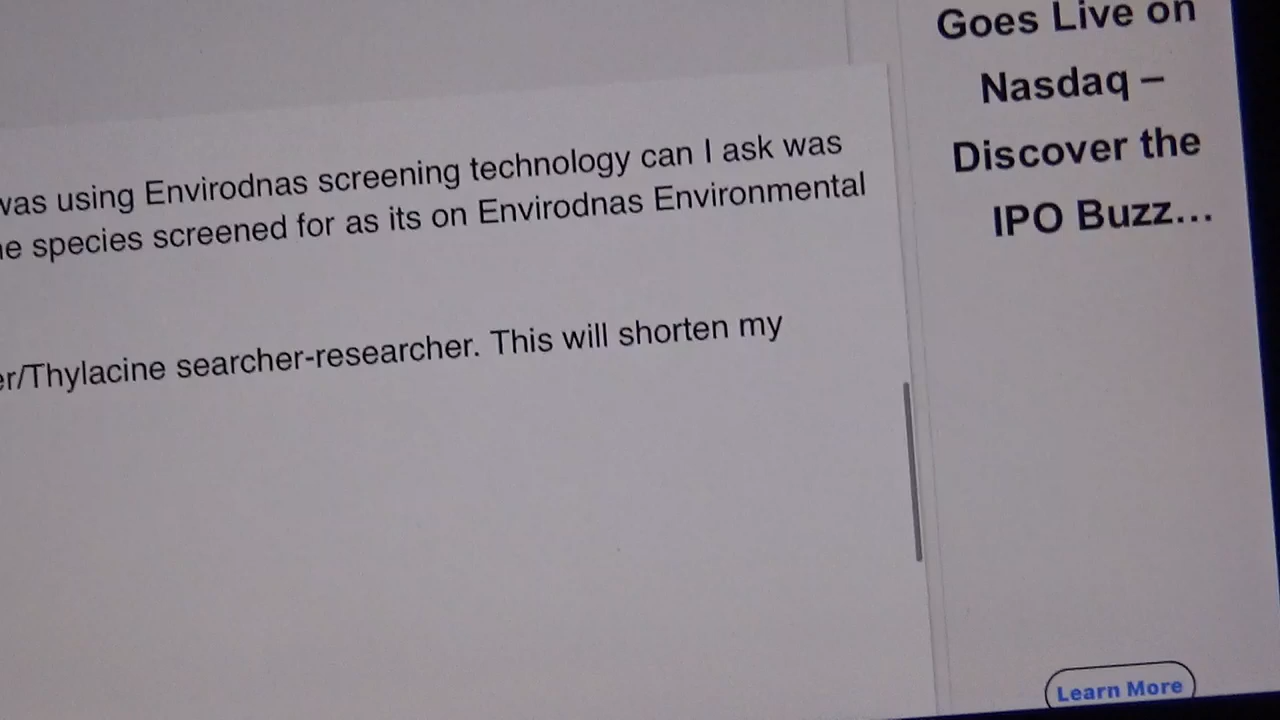 was using Envirodnas screening technology can I ask was
species screened for as its on Envirodnas Environmental
er/Thylacine searcher-researcher. This will shorten my
Goes Live on
Nasdaq –
Discover the
IPO Buzz...
Learn More